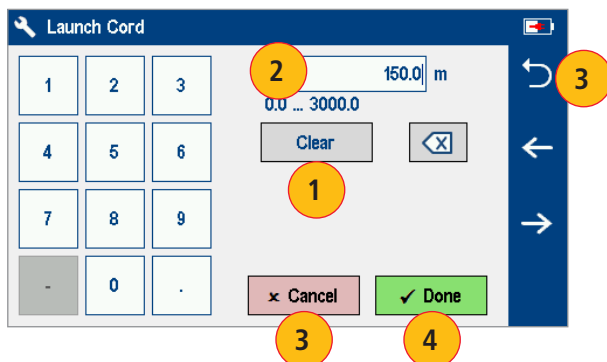 Launch Cord
1 2 3 2 150.0 m 3
0.0 ... 3000.0
4 5 6 Clear
1
7 8 9
- 0 . × Cancel ✓ Done
3 4